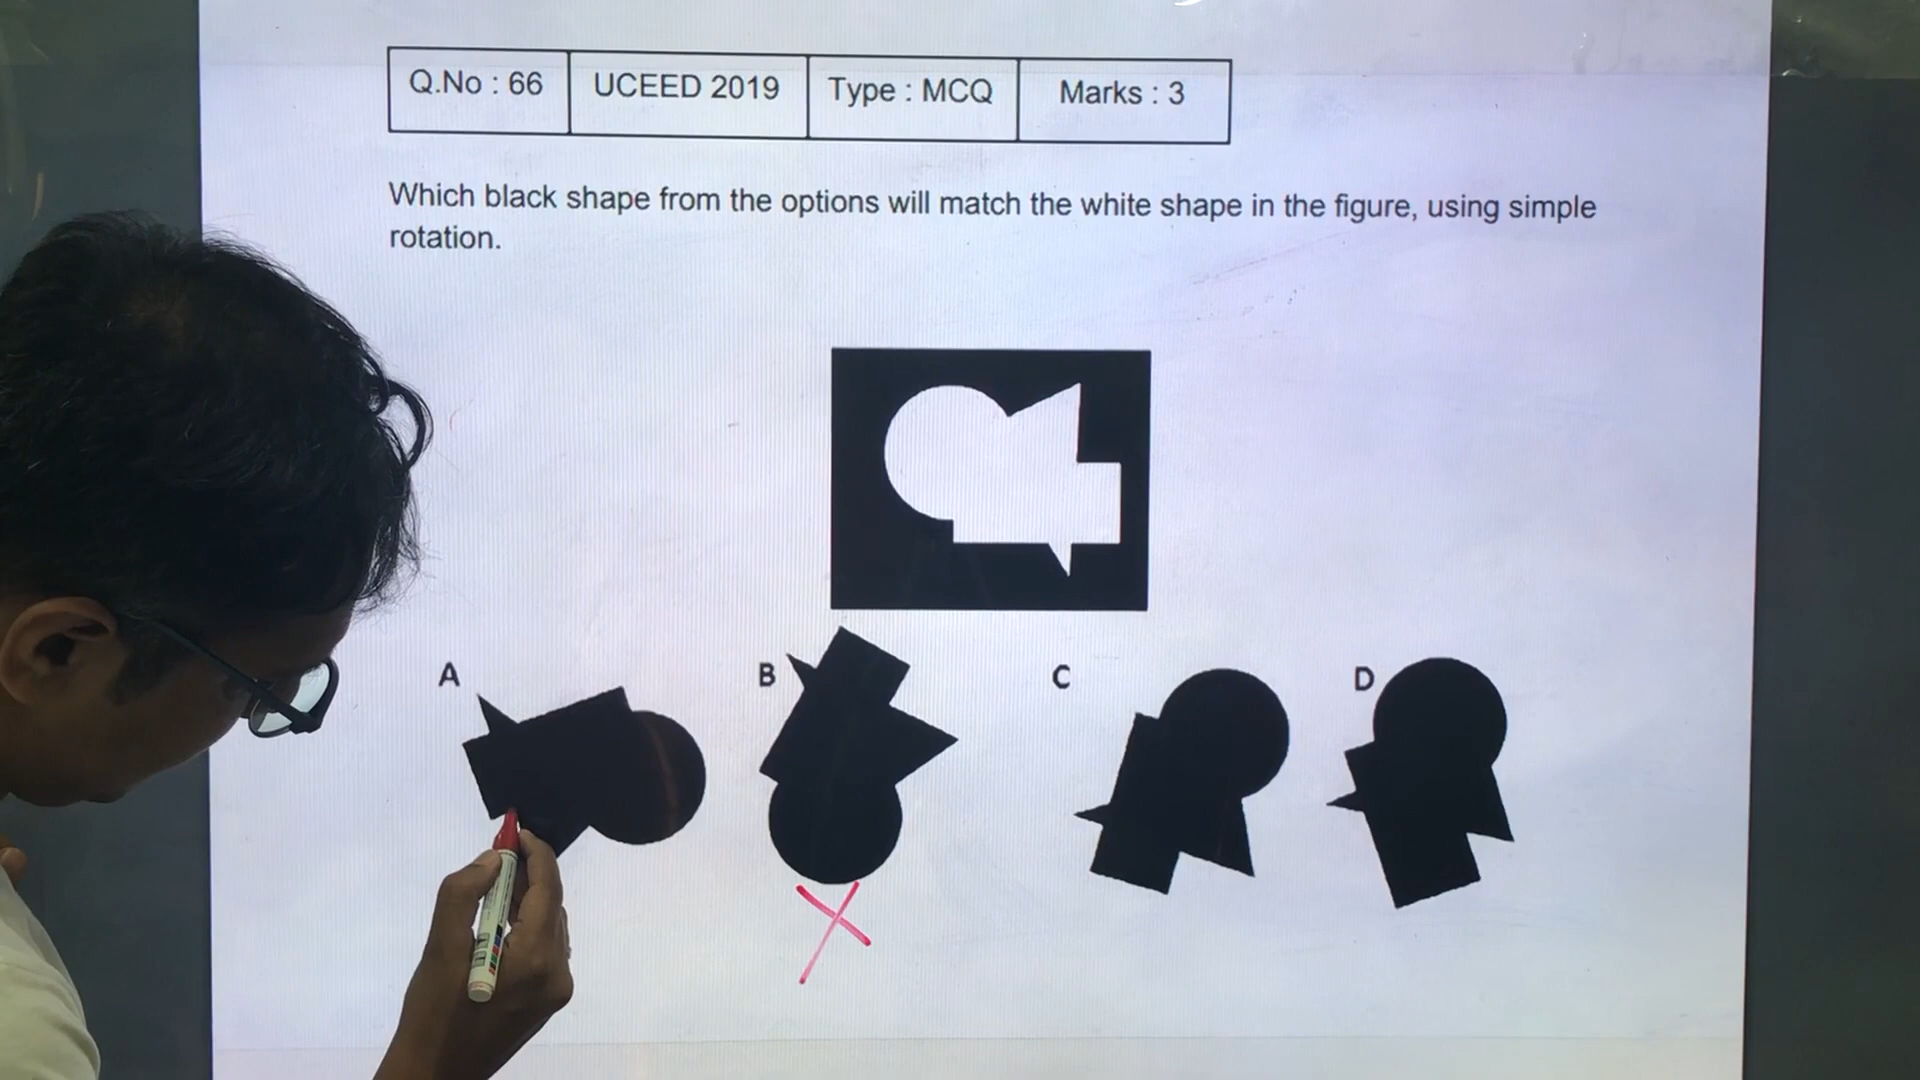 Q.No : 66 UCEED 2019 Type : MCQ Marks : 3
Which black shape from the options will match the white shape in the figure, using simple
rotation.
A B C D